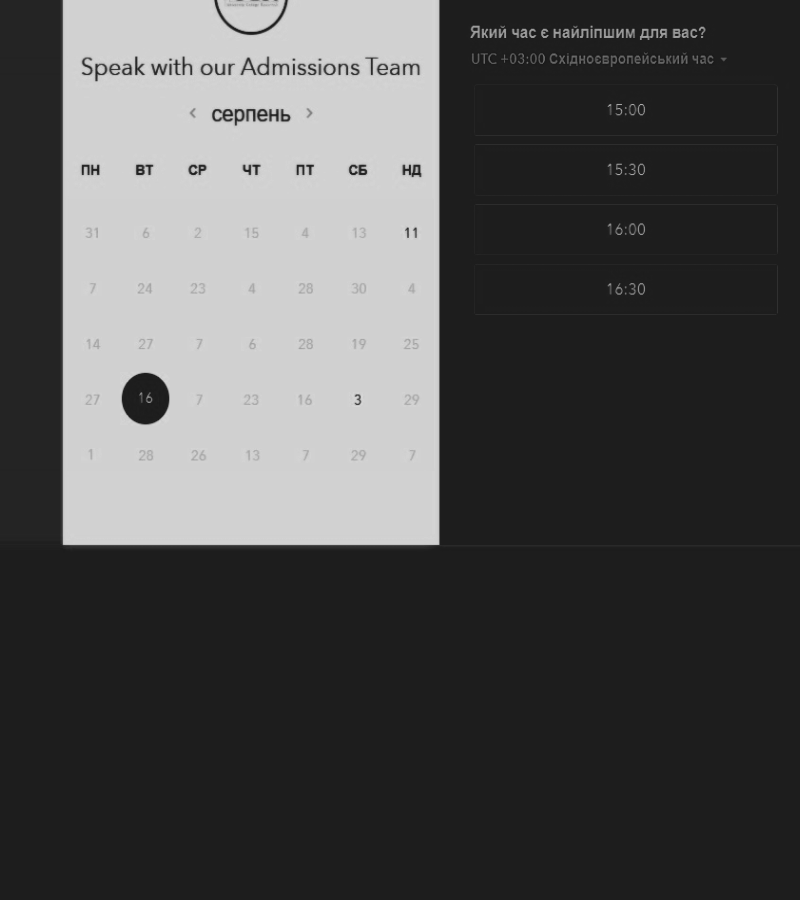 Speak with our Admissions Team
серпень
ПН ВТ СР ЧТ ПТ СБ НД
31 6 2 15 4 13 11
7 24 23 4 28 30 4
14 27 7 6 28 19 25
27 16 7 23 16 3 29
1 28 26 13 7 29 7
Який час є найліпшим для вас?
UTC +03:00 Східноєвропейський час
15:00
15:30
16:00
16:30